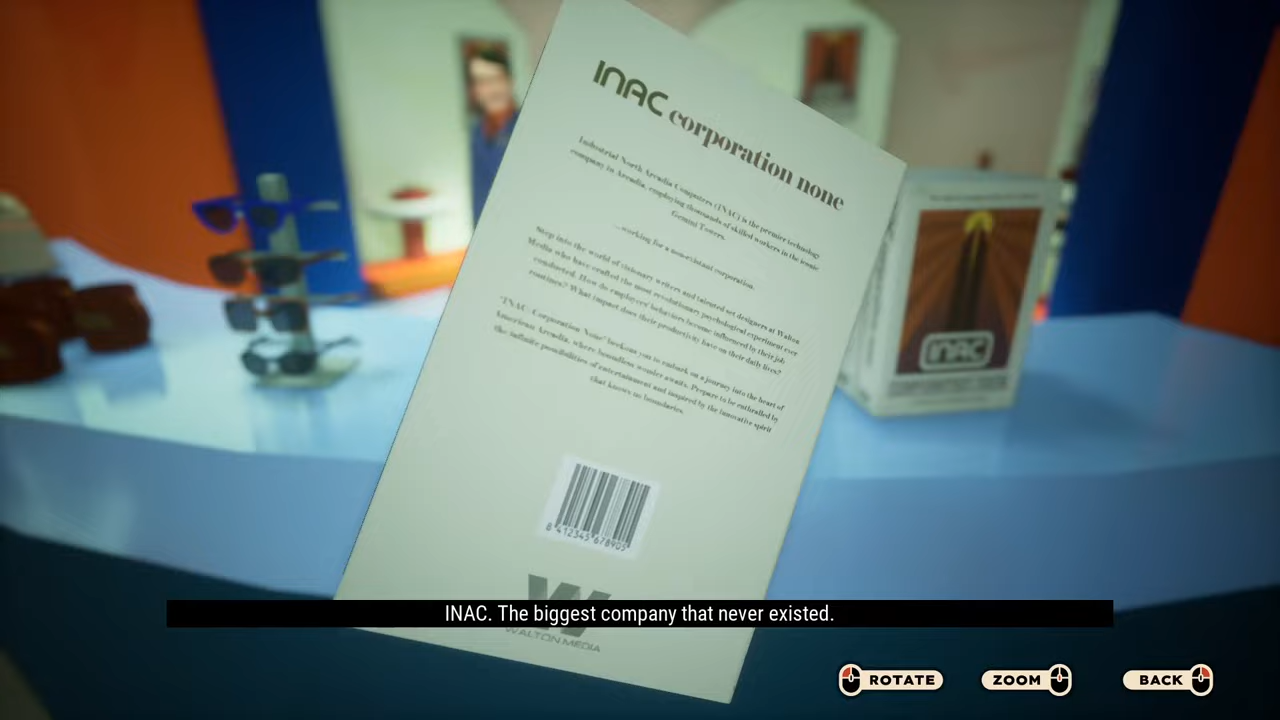 INAC corporation none
Industrial North Arcadia Computers (INAC) is the premier technology
company in Arcadia, employing thousands of skilled workers in the iconic
Gemini Towers.
...working for a nonexistant corporation.
Step into the world of visionary writers and talented set designers at Walton
Media who have crafted the most revolutionary psychological experiment ever
conducted. How do employees' behaviors become influenced by their job
routines? What impact does their productivity have on their daily lives?
"INAC: Corporation None" beckons you to embark on a journey into the heart of
American Arcadia, where boundless wonder awaits. Prepare to be enthralled by
the infinite possibilities of entertainment and inspired by the innovative spirit
that knows no boundaries.
INAC
8 412345 678905
INAC. The biggest company that never existed.
W
WALTON MEDIA
ROTATE ZOOM BACK